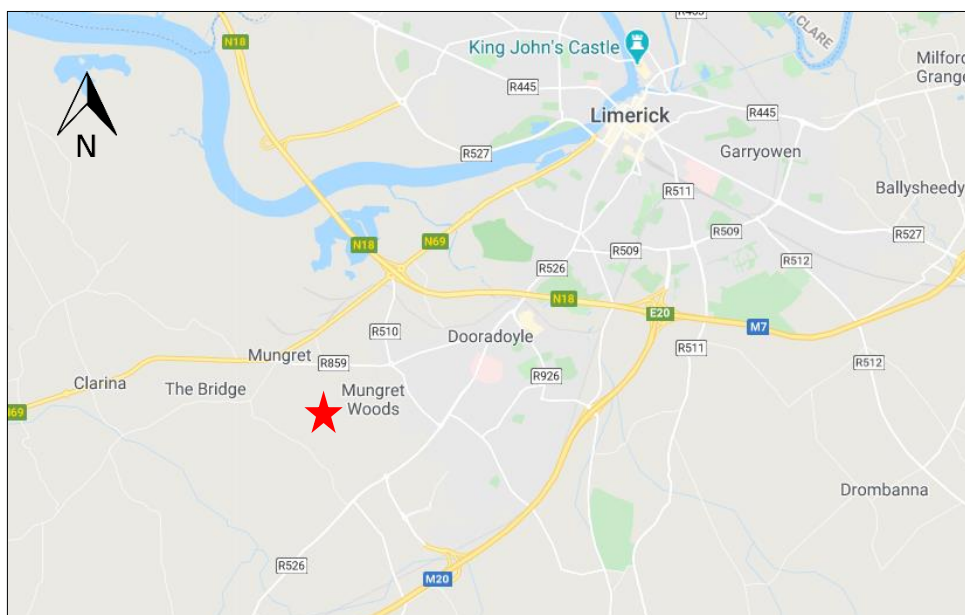 R463
N18
King John's Castle
CLARE
Milford
Grange
R445
Limerick
R445
N
R527
Garryowen
R511
Ballysheedy
N18
N69
R509
R509
R527
R526
R512
N18
R510
Dooradoyle
E20
M7
Mungret
R859
R511
Clarina
The Bridge
Mungret
Woods
R926
R512
N69
Drombanna
R526
M20